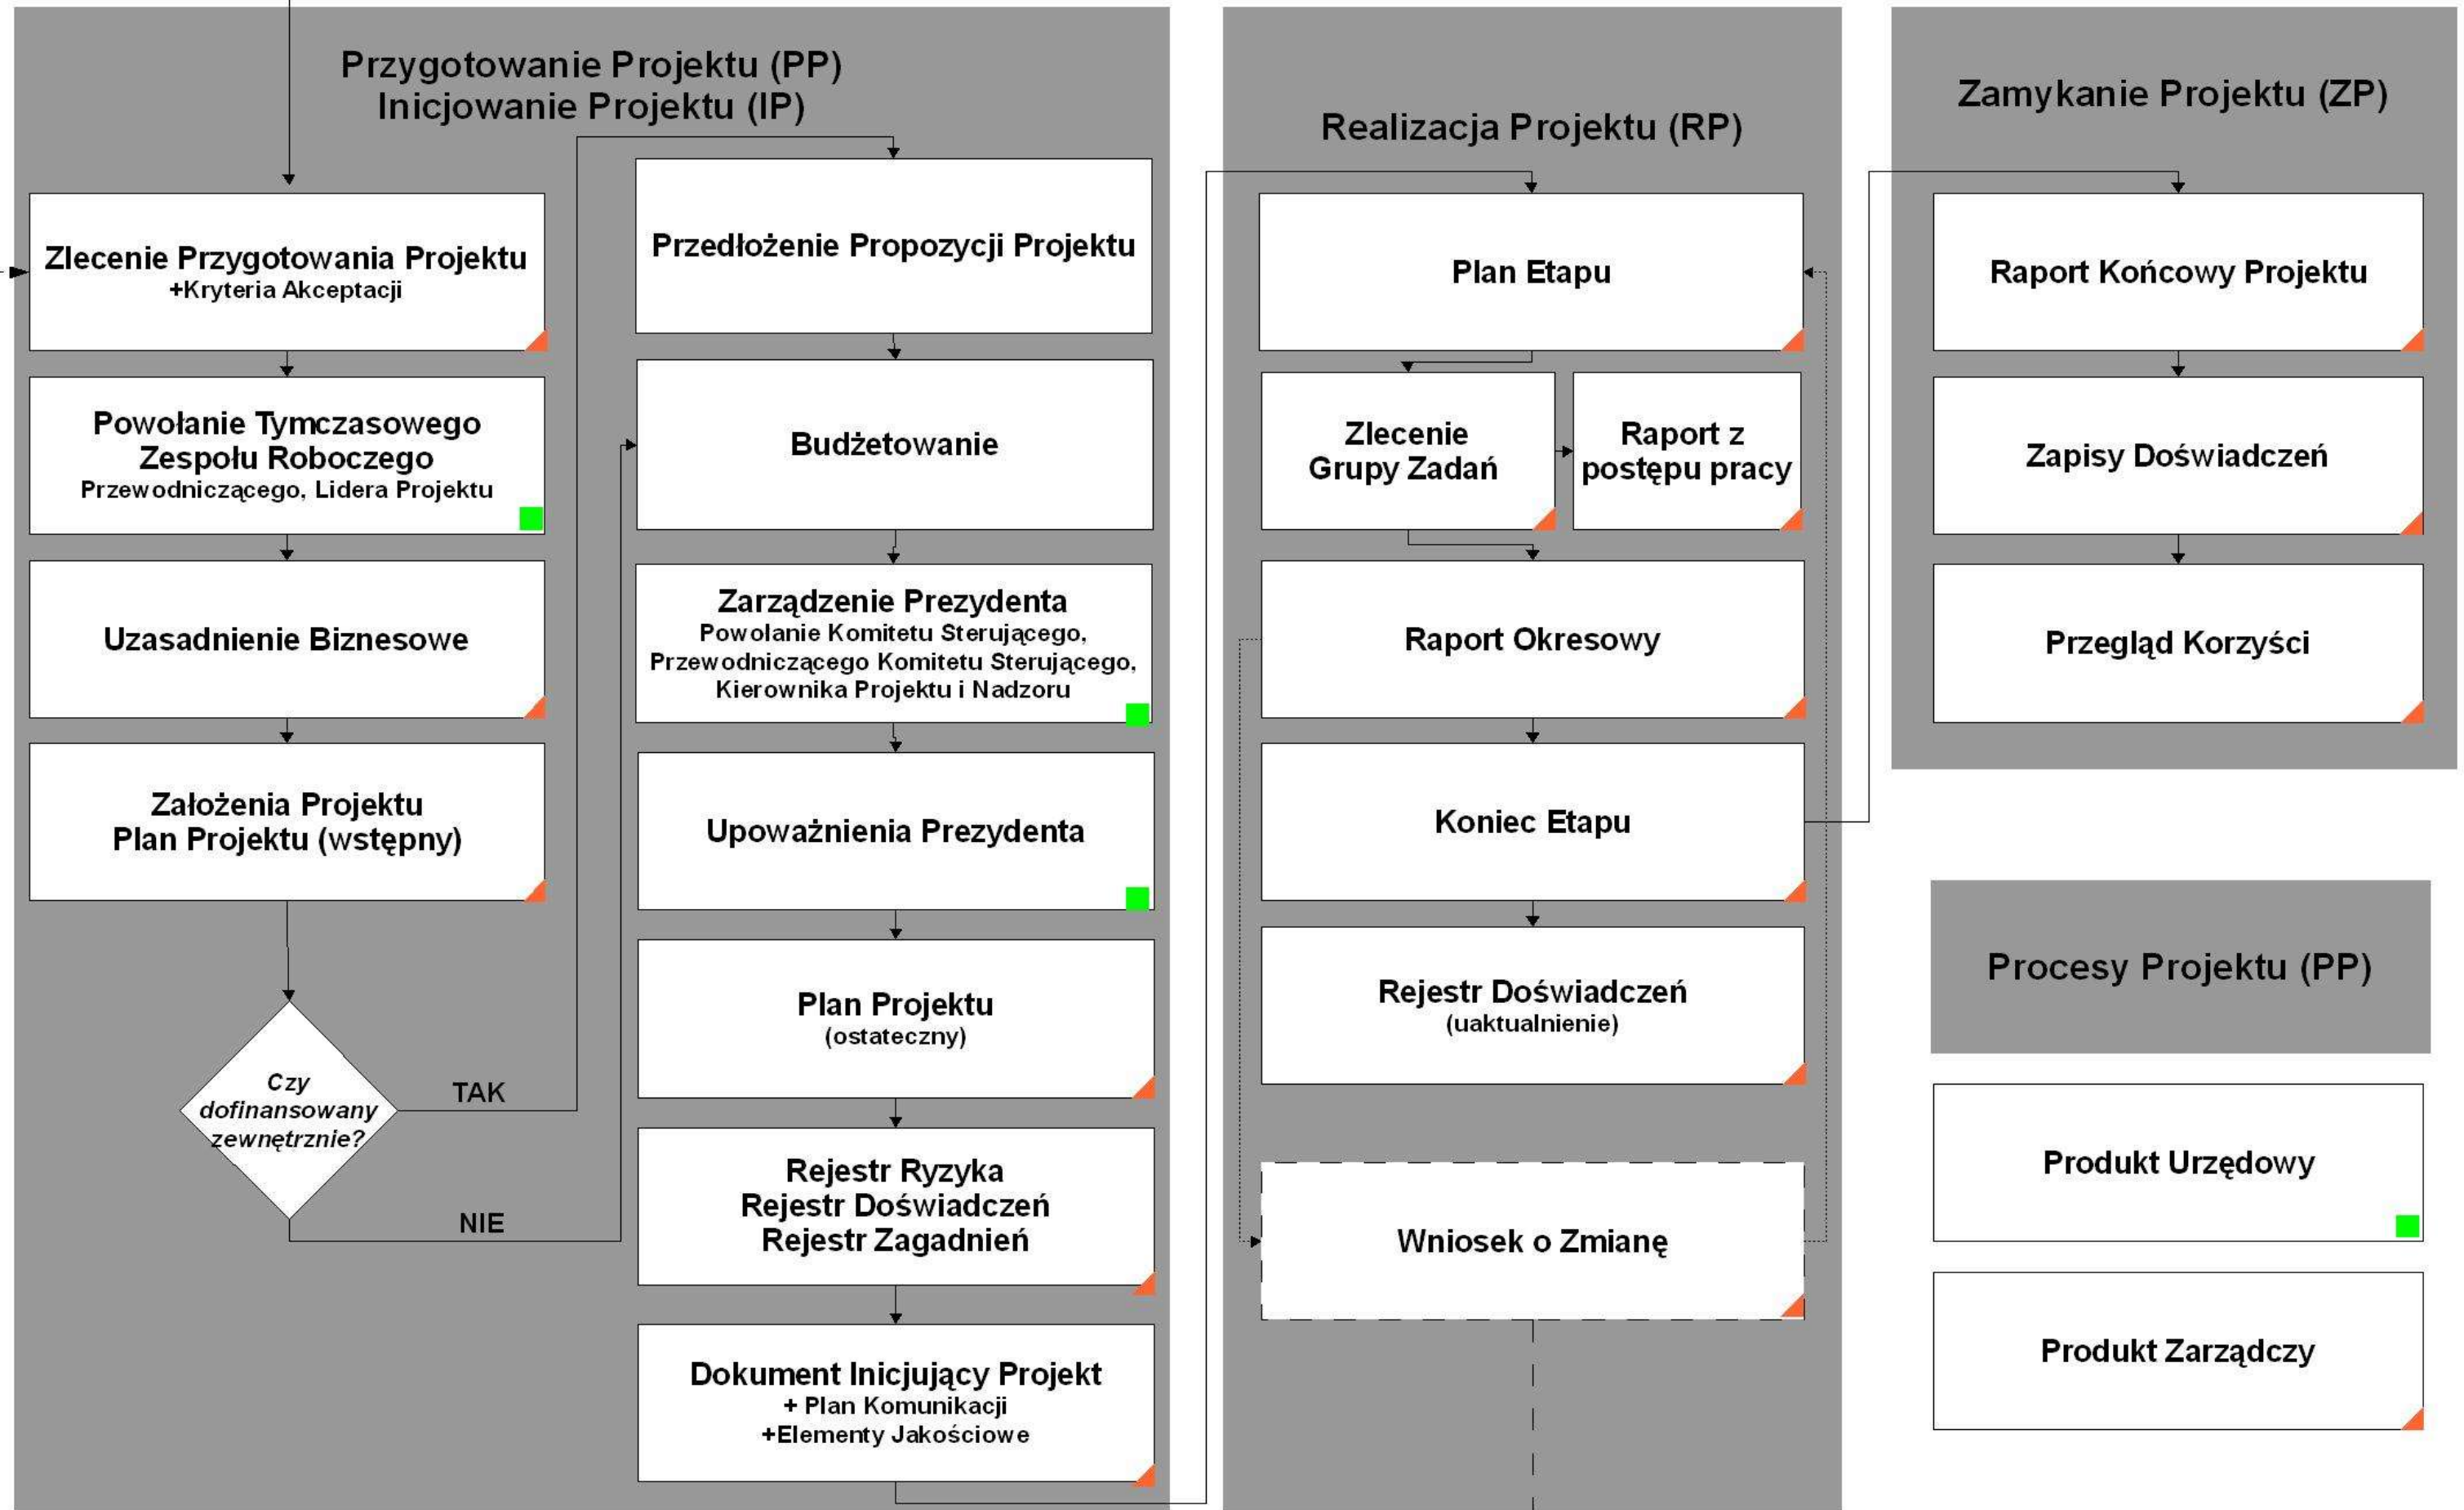 Przygotowanie Projektu (PP)
Inicjowanie Projektu (IP)
Zlecenie Przygotowania Projektu
+Kryteria Akceptacji
Powołanie Tymczasowego
Zespołu Roboczego
Przewodniczącego, Lidera Projektu
Uzasadnienie Biznesowe
Założenia Projektu
Plan Projektu (wstępny)
Czy
dofinansowany
zewnętrznie?
TAK
NIE
Przedłożenie Propozycji Projektu
Budżetowanie
Zarządzenie Prezydenta
Powolanie Komitetu Sterującego,
Przewodniczącego Komitetu Sterującego,
Kierownika Projektu i Nadzoru
Upoważnienia Prezydenta
Plan Projektu
(ostateczny)
Rejestr Ryzyka
Rejestr Doświadczeń
Rejestr Zagadnień
Dokument Inicjujący Projekt
+ Plan Komunikacji
+Elementy Jakościowe
Realizacja Projektu (RP)
Plan Etapu
Zlecenie
Grupy Zadań
Raport z
postępu pracy
Raport Okresowy
Koniec Etapu
Rejestr Doświadczeń
(uaktualnienie)
Wniosek o Zmianę
Zamykanie Projektu (ZP)
Raport Końcowy Projektu
Zapisy Doświadczeń
Przegląd Korzyści
Procesy Projektu (PP)
Produkt Urzędowy
Produkt Zarządczy